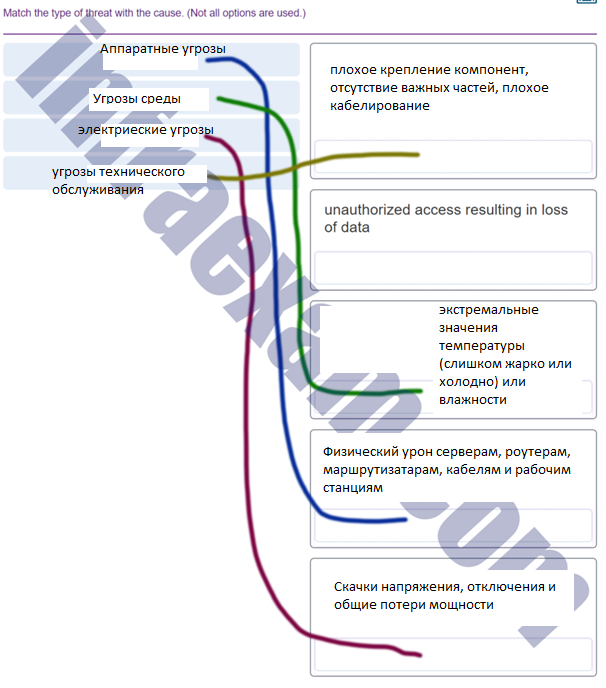 Match the type of threat with the cause. (Not all options are used.)
Аппаратные угрозы
Угрозы среды
электриеские угрозы
угрозы технического
обслуживания
плохое крепление компонент,
отсутствие важных частей, плохое
кабелирование
unauthorized access resulting in loss
of data
экстремальные
значения
температуры
(слишком жарко или
холодно) или
влажности
Физический урон серверам, роутерам,
маршрутизатарам, кабелям и рабочим
станциям
Скачки напряжения, отключения и
общие потери мощности